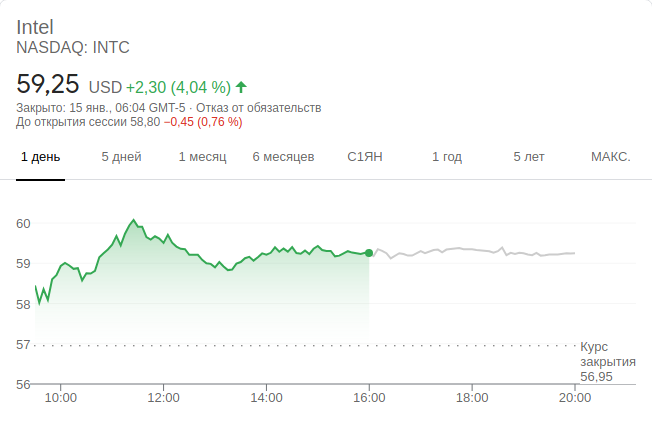 Intel
NASDAQ: INTC
59,25 USD +2,30 (4,04 %)
Закрыто: 15 янв., 06:04 GMT-5 · Отказ от обязательств
До открытия сессии 58,80 −0,45 (0,76 %)
1 день 5 дней 1 месяц 6 месяцев С1ЯН 1 год 5 лет МАКС.
60
59
58
57
Курс
закрытия
56,95
56
10:00 12:00 14:00 16:00 18:00 20:00